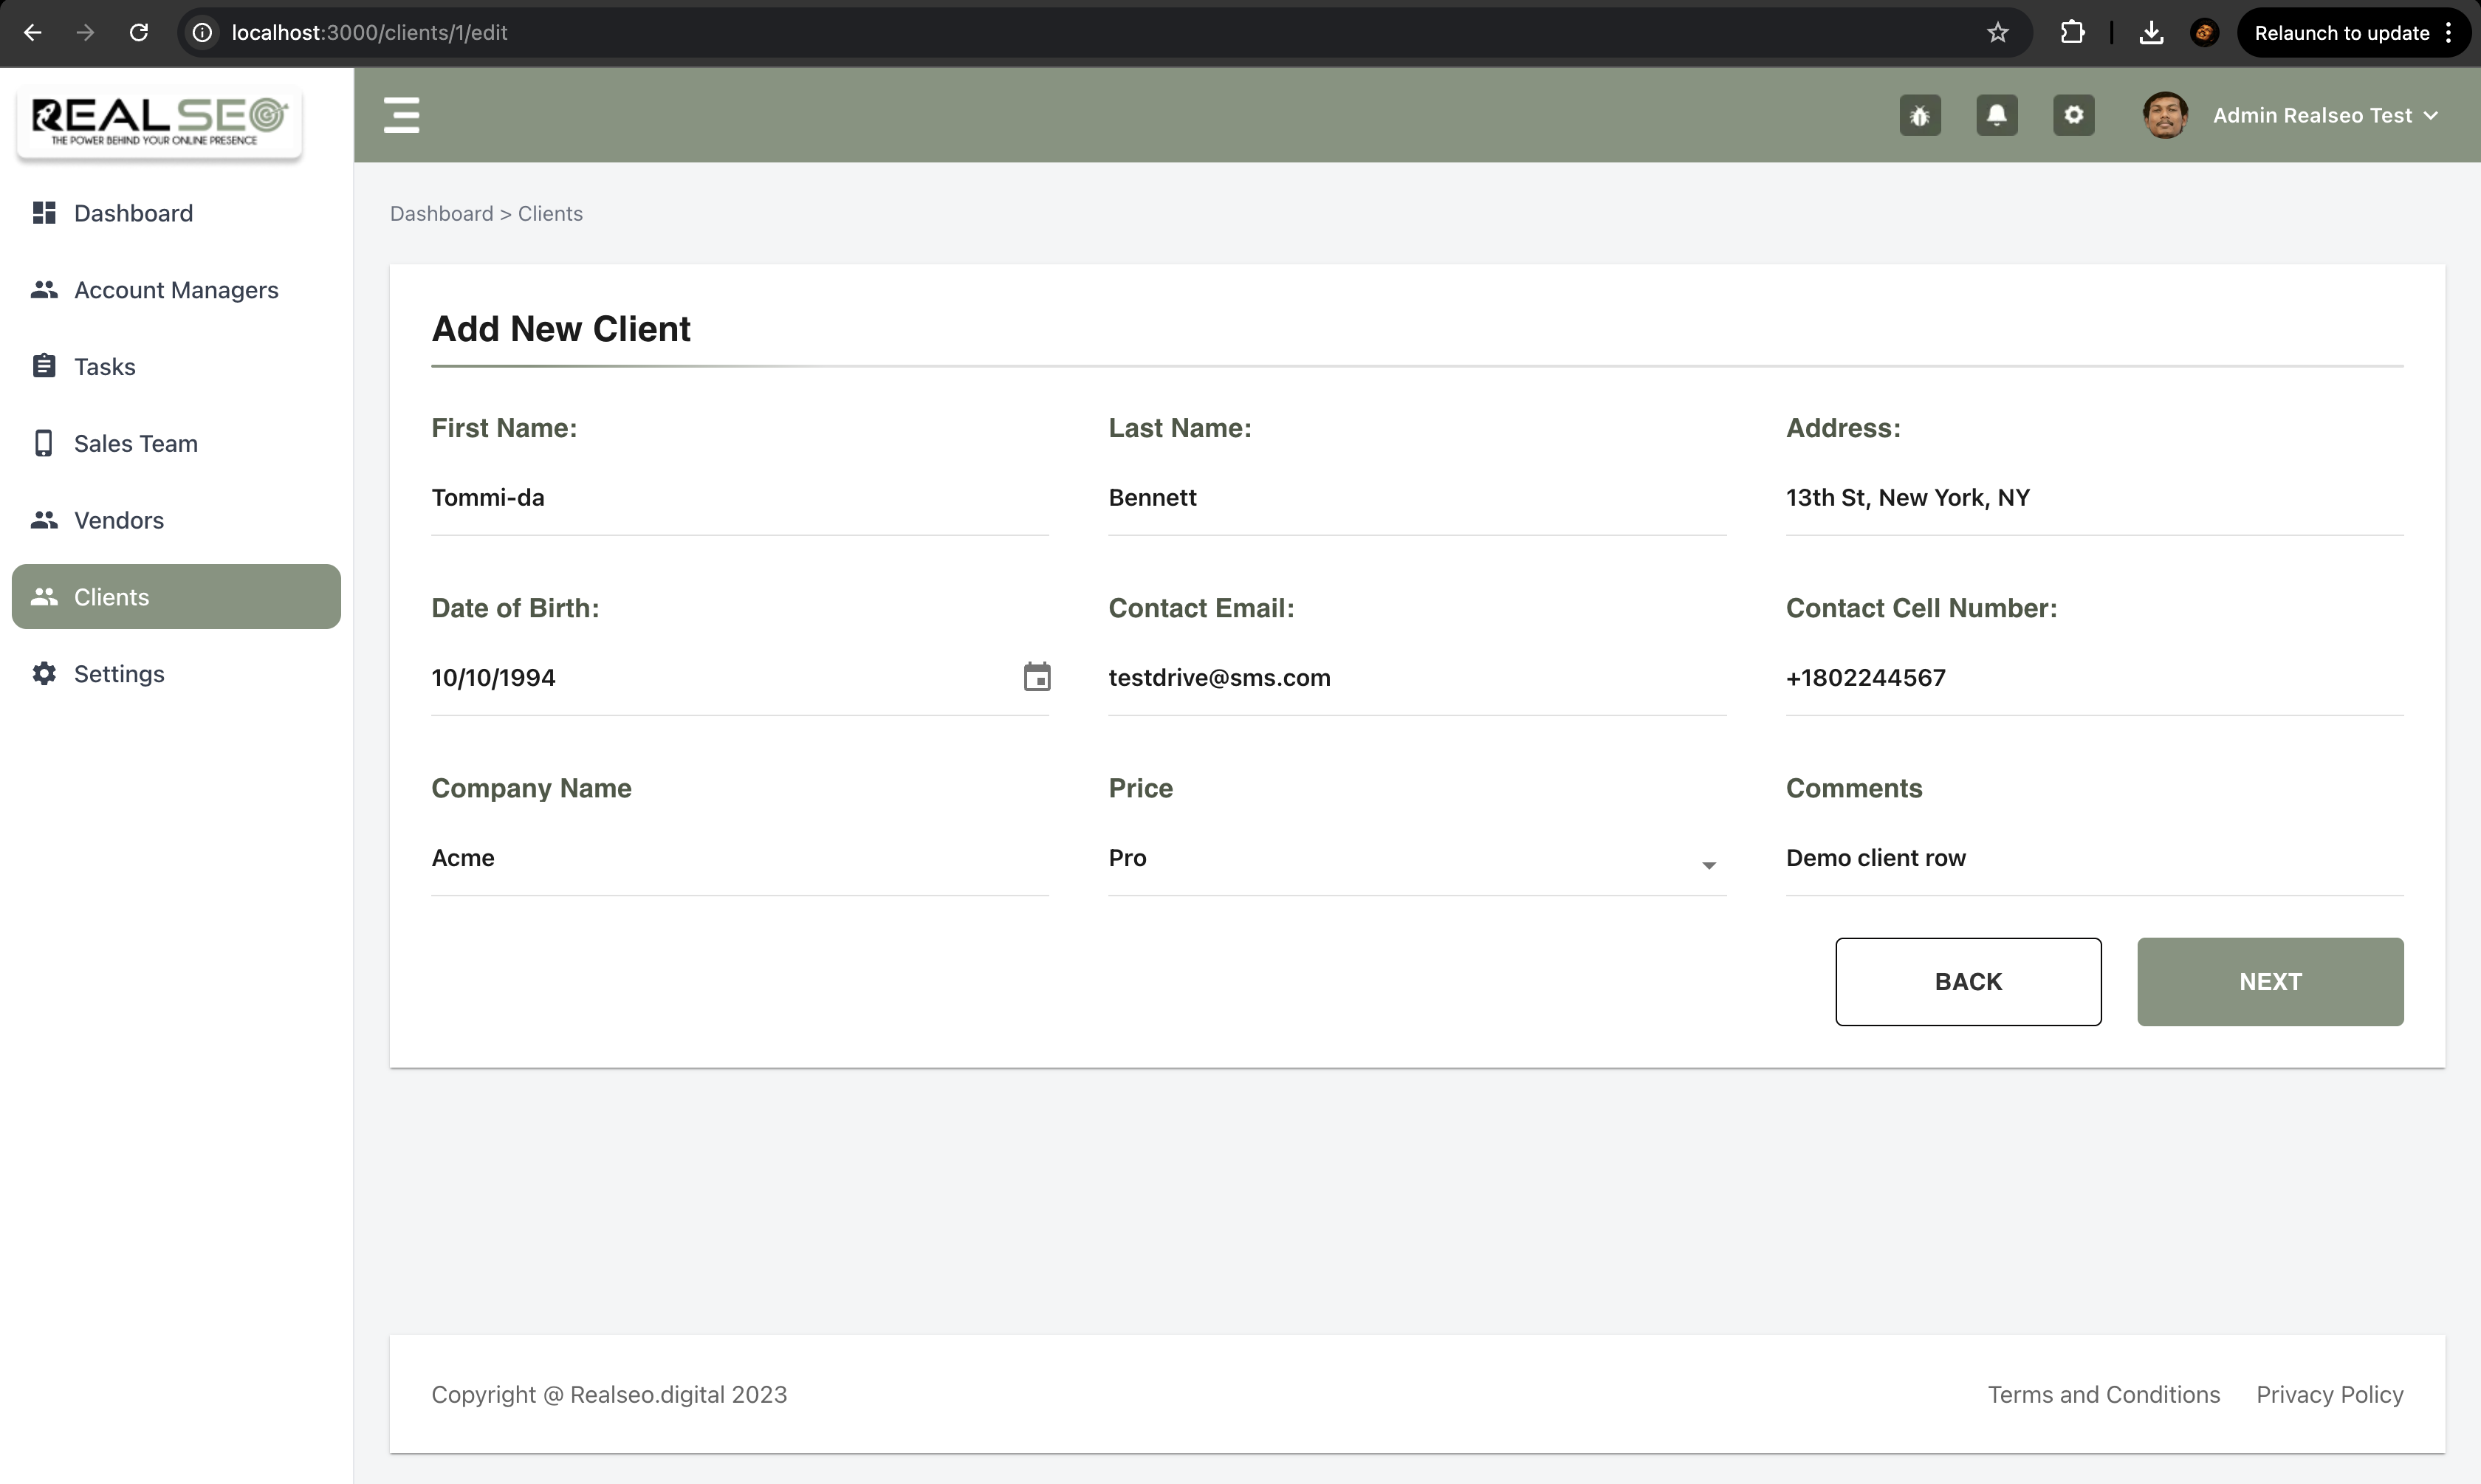 localhost:3000/clients/1/edit
Relaunch to update
REALSEO
THE POWER BEHIND YOUR ONLINE PRESENCE
Admin Realseo Test
Dashboard
Account Managers
Tasks
Sales Team
Vendors
Clients
Settings
Dashboard > Clients
Add New Client
First Name:
Tommi-da
Last Name:
Bennett
Address:
13th St, New York, NY
Date of Birth:
10/10/1994
Contact Email:
testdrive@sms.com
Contact Cell Number:
+1802244567
Company Name
Acme
Price
Pro
Comments
Demo client row
BACK
NEXT
Copyright @ Realseo.digital 2023
Terms and Conditions
Privacy Policy